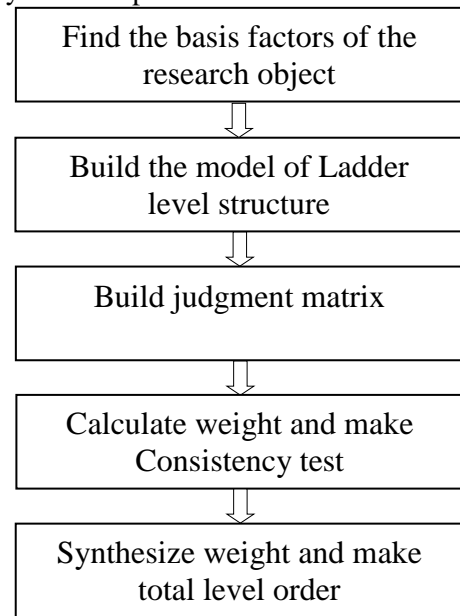 Find the basis factors of the
research object
Build the model of Ladder
level structure
Build judgment matrix
Calculate weight and make
Consistency test
Synthesize weight and make
total level order